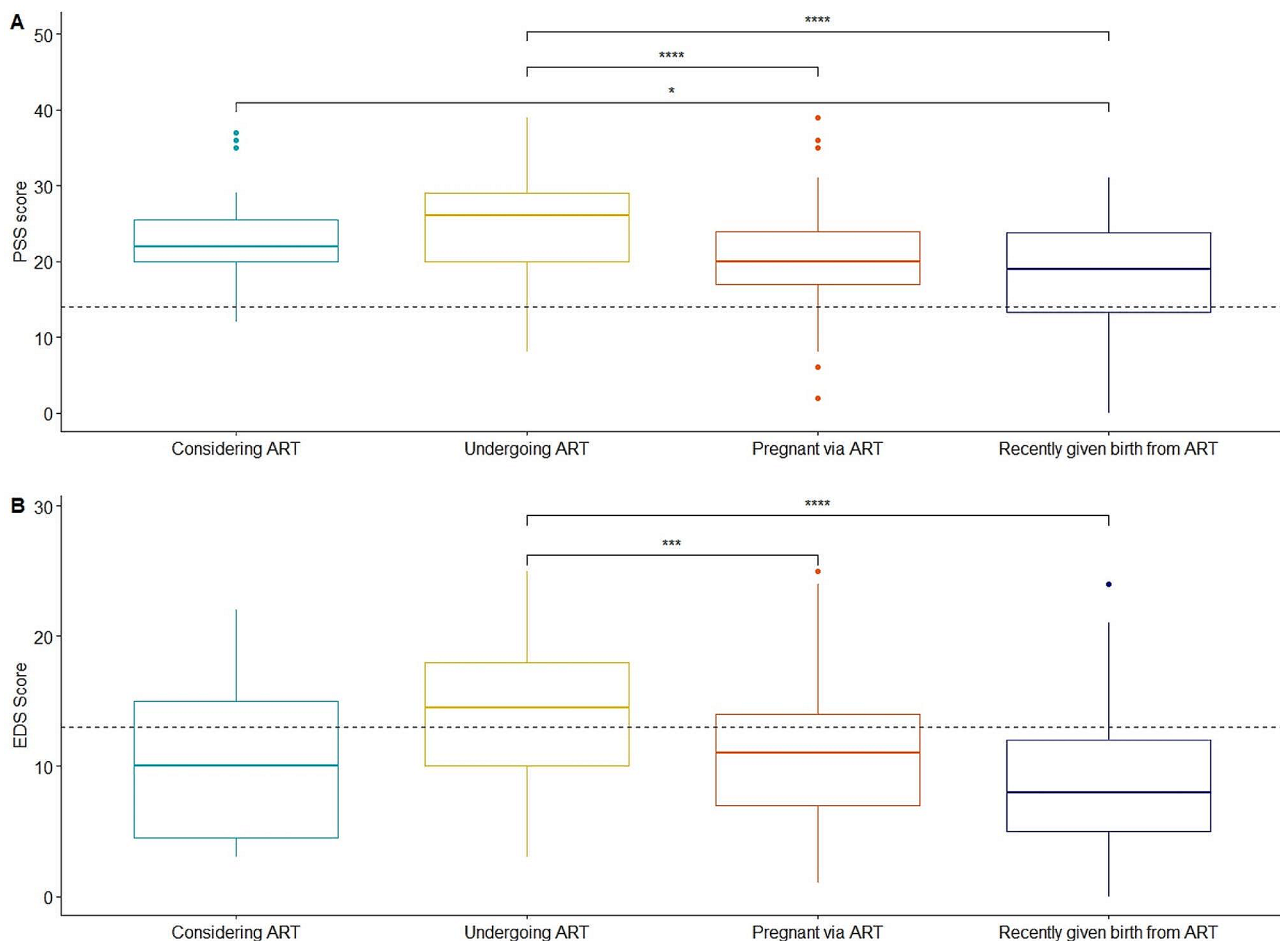 A
****
50
****
*
40
30
PSS score
20
10
0
Considering ART Undergoing ART Pregnant via ART Recently given birth from ART
B
30
****
***
20
EDS Score
10
0
Considering ART Undergoing ART Pregnant via ART Recently given birth from ART